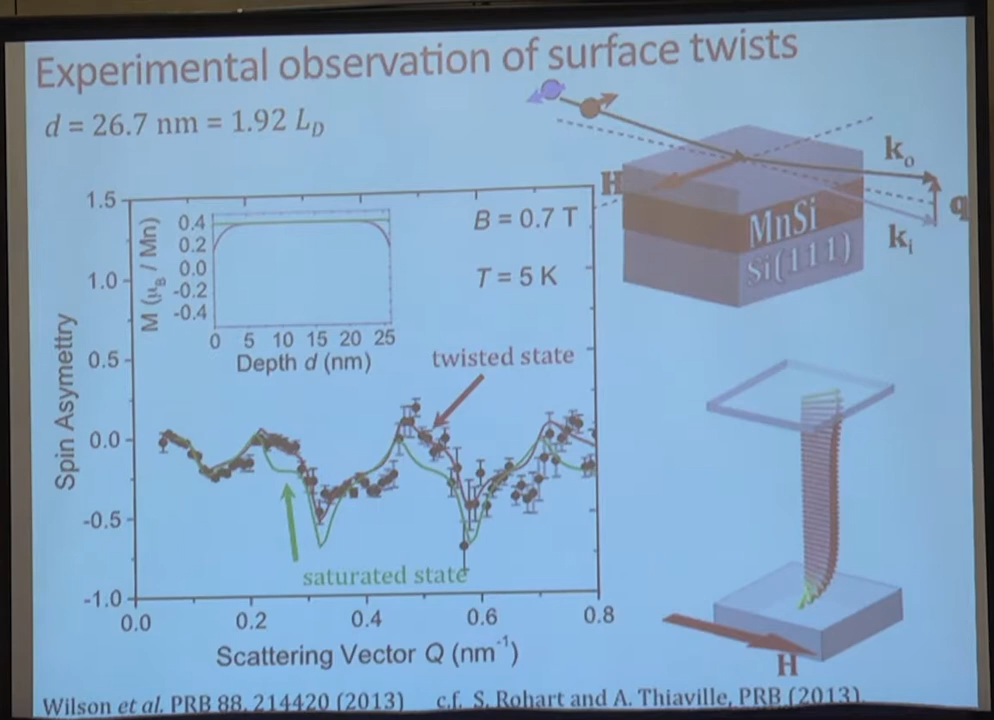 Experimental observation of surface twists
d = 26.7 nm = 1.92 L_D
1.5
1.0
0.5
0.0
-0.5
-1.0
Spin Asymettry
0.0
0.2
0.4
0.6
0.8
Scattering Vector Q (nm⁻¹)
M (μ_B / Mn)
0.4
0.2
0.0
-0.2
-0.4
0 5 10 15 20 25
Depth d (nm)
B = 0.7 T
T = 5 K
twisted state
saturated state
H
k_o
q
k_i
MnSi
Si(111)
H
Wilson et al. PRB 88, 214420 (2013) c.f. S. Rohart and A. Thiaville, PRB (2013).